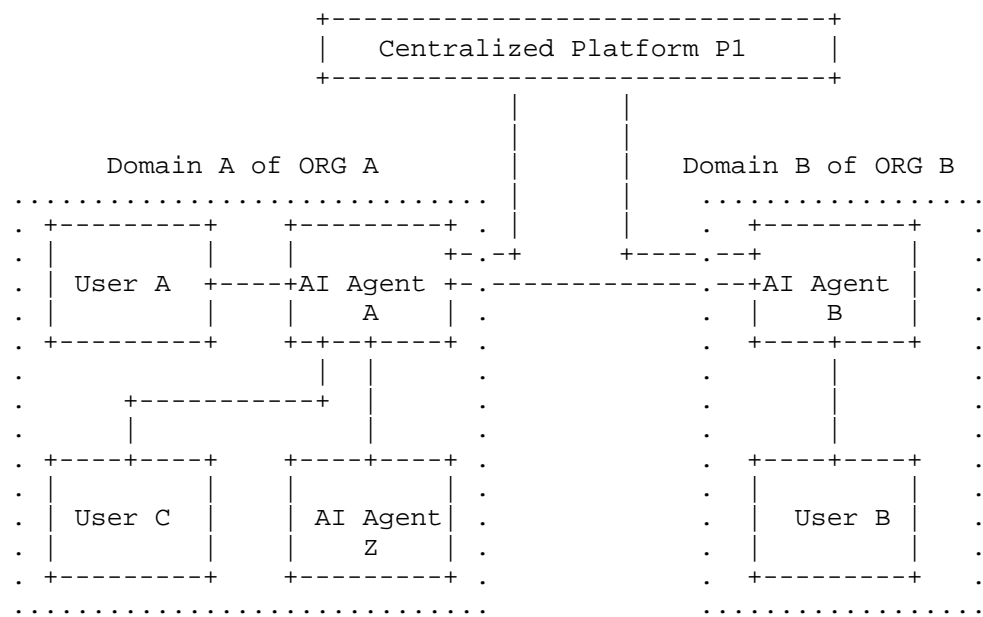 Centralized Platform P1
Domain A of ORG A    Domain B of ORG B
User A    AI Agent    AI Agent
A    B
User C    AI Agent    User B
Z